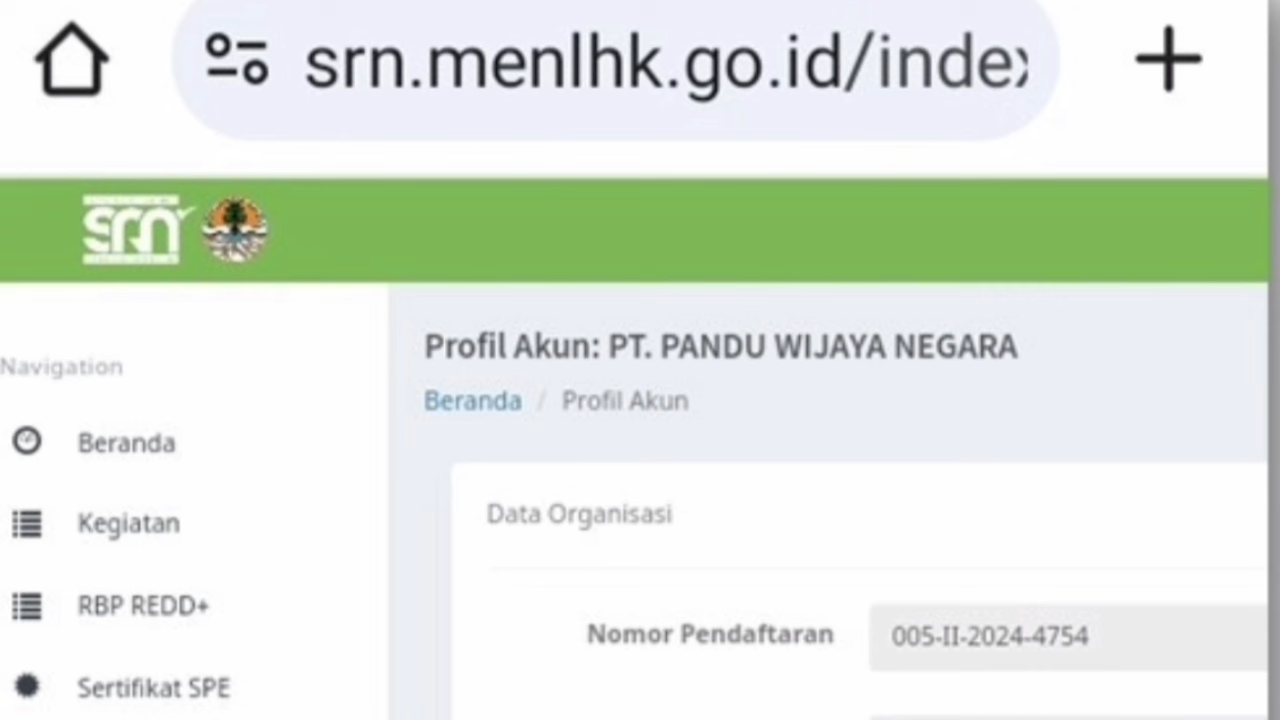 srn.menlhk.go.id/index
srn
Profil Akun: PT. PANDU WIJAYA NEGARA
Navigation
Beranda / Profil Akun
Beranda
Kegiatan
Data Organisasi
RBP REDD+
Nomor Pendaftaran 005-II-2024-4754
Sertifikat SPE